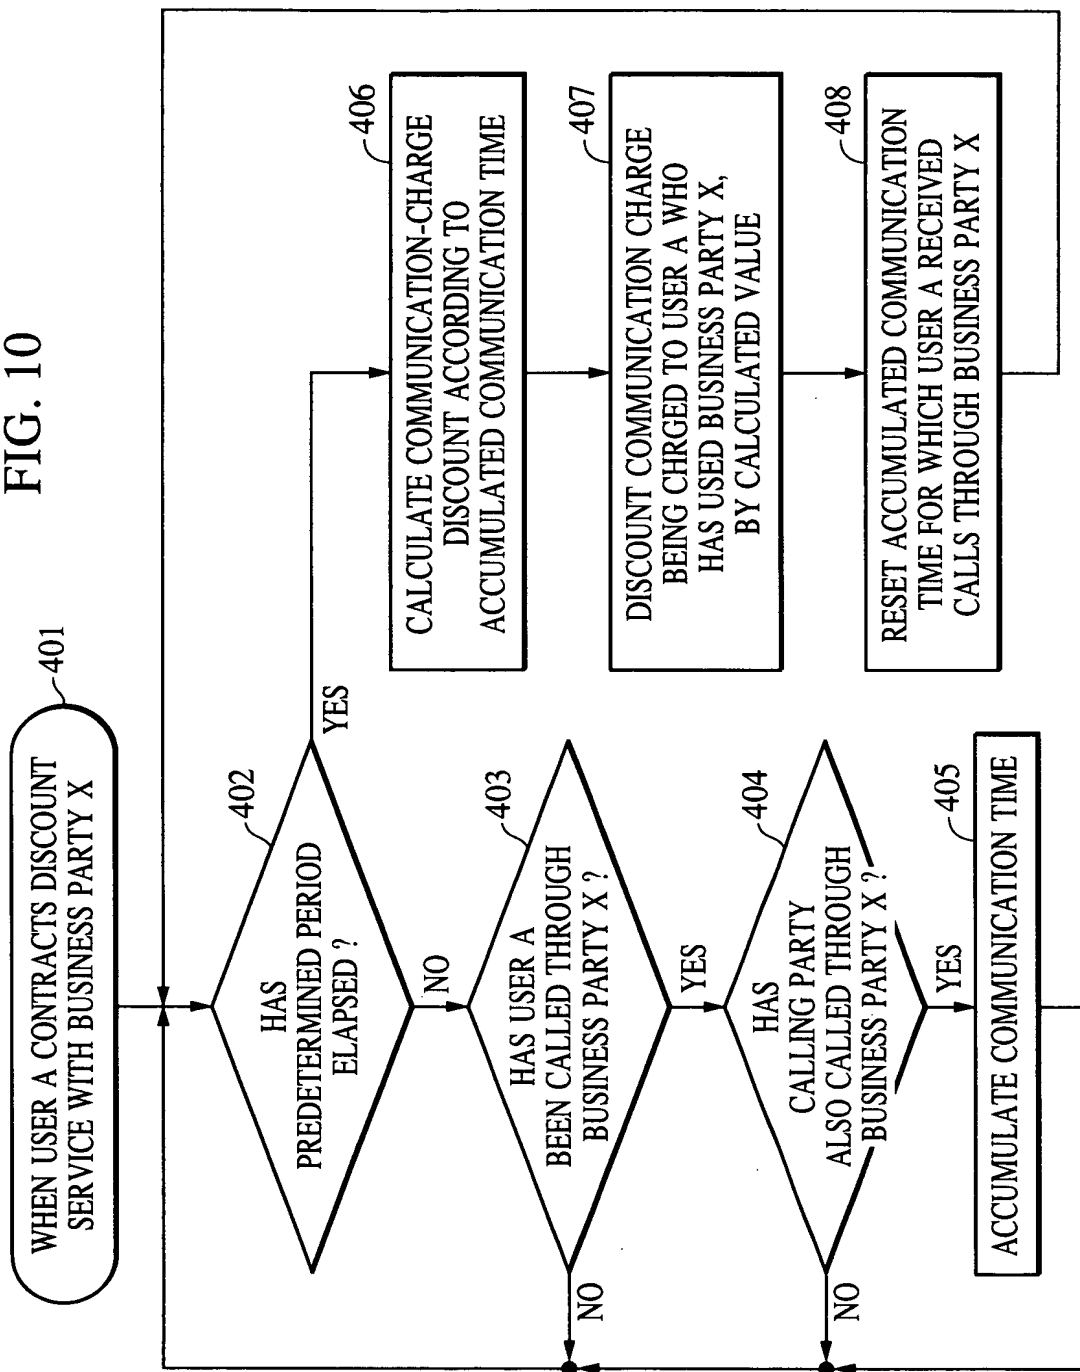 FIG. 10
WHEN USER A CONTRACTS DISCOUNT
SERVICE WITH BUSINESS PARTY X
401
HAS
PREDETERMINED PERIOD
ELAPSED ?
402
YES
NO
HAS USER A
BEEN CALLED THROUGH
BUSINESS PARTY X ?
403
NO
YES
HAS
CALLING PARTY
ALSO CALLED THROUGH
BUSINESS PARTY X ?
404
NO
YES
ACCUMULATE COMMUNICATION TIME
405
CALCULATE COMMUNICATION-CHARGE
DISCOUNT ACCORDING TO
ACCUMULATED COMMUNICATION TIME
406
DISCOUNT COMMUNICATION CHARGE
BEING CHRGED TO USER A WHO
HAS USED BUSINESS PARTY X,
BY CALCULATED VALUE
407
RESET ACCUMULATED COMMUNICATION
TIME FOR WHICH USER A RECEIVED
CALLS THROUGH BUSINESS PARTY X
408